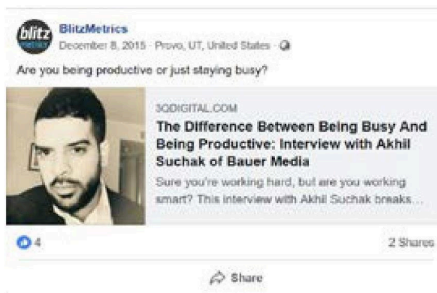 blitz
metrics
BlitzMetrics
December 8, 2015 · Provo, UT, United States ·
Are you being productive or just staying busy?
3QDIGITAL.COM
The Difference Between Being Busy And
Being Productive: Interview with Akhil
Suchak of Bauer Media
Sure you're working hard, but are you working
smart? This interview with Akhil Suchak breaks...
4
2 Shares
Share